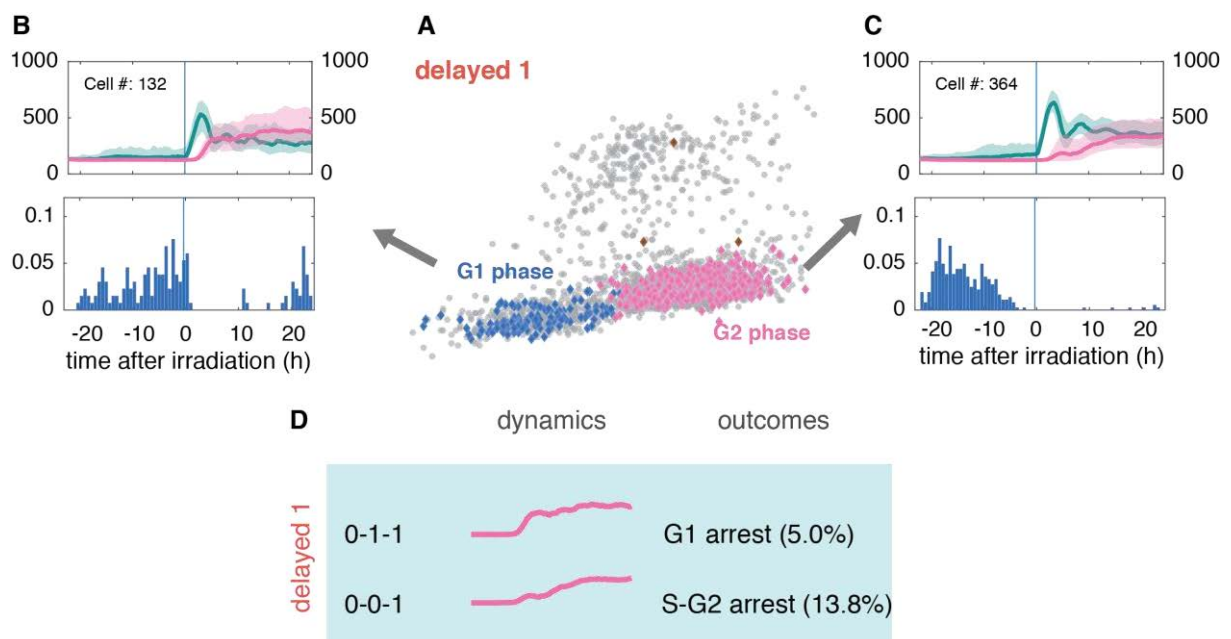 B
A
C
1000
1000
500
500
0
0
Cell #: 132
delayed 1
1000
1000
500
500
0
0
Cell #: 364
0.1
0.05
0
-20 -10 0 10 20
time after irradiation (h)
G1 phase
G2 phase
0.1
0.05
0
-20 -10 0 10 20
time after irradiation (h)
D
dynamics outcomes
delayed 1
0-1-1 G1 arrest (5.0%)
0-0-1 S-G2 arrest (13.8%)